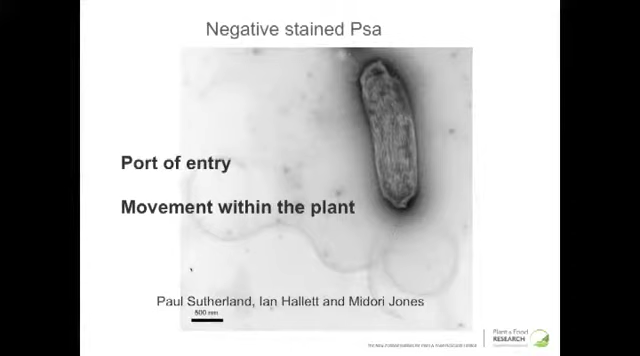 Negative stained Psa
Port of entry
Movement within the plant
Paul Sutherland, Ian Hallett and Midori Jones
500 nm
Plant & Food
RESEARCH